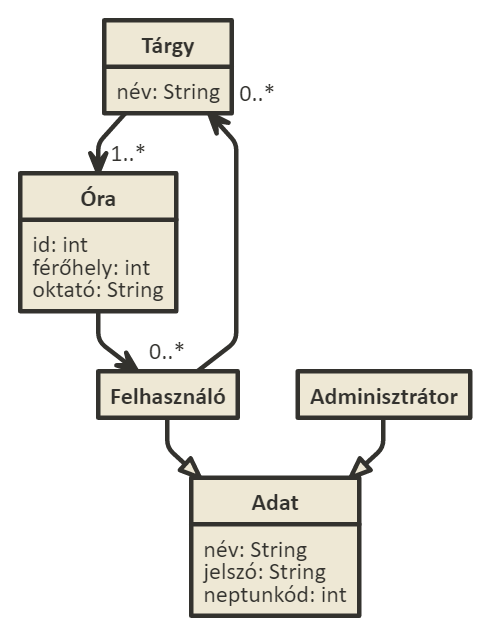 Tárgy
név: String
0..*
1..*
Óra
id: int
férőhely: int
oktató: String
0..*
Felhasználó
Adminisztrátor
Adat
név: String
jelszó: String
neptunkód: int